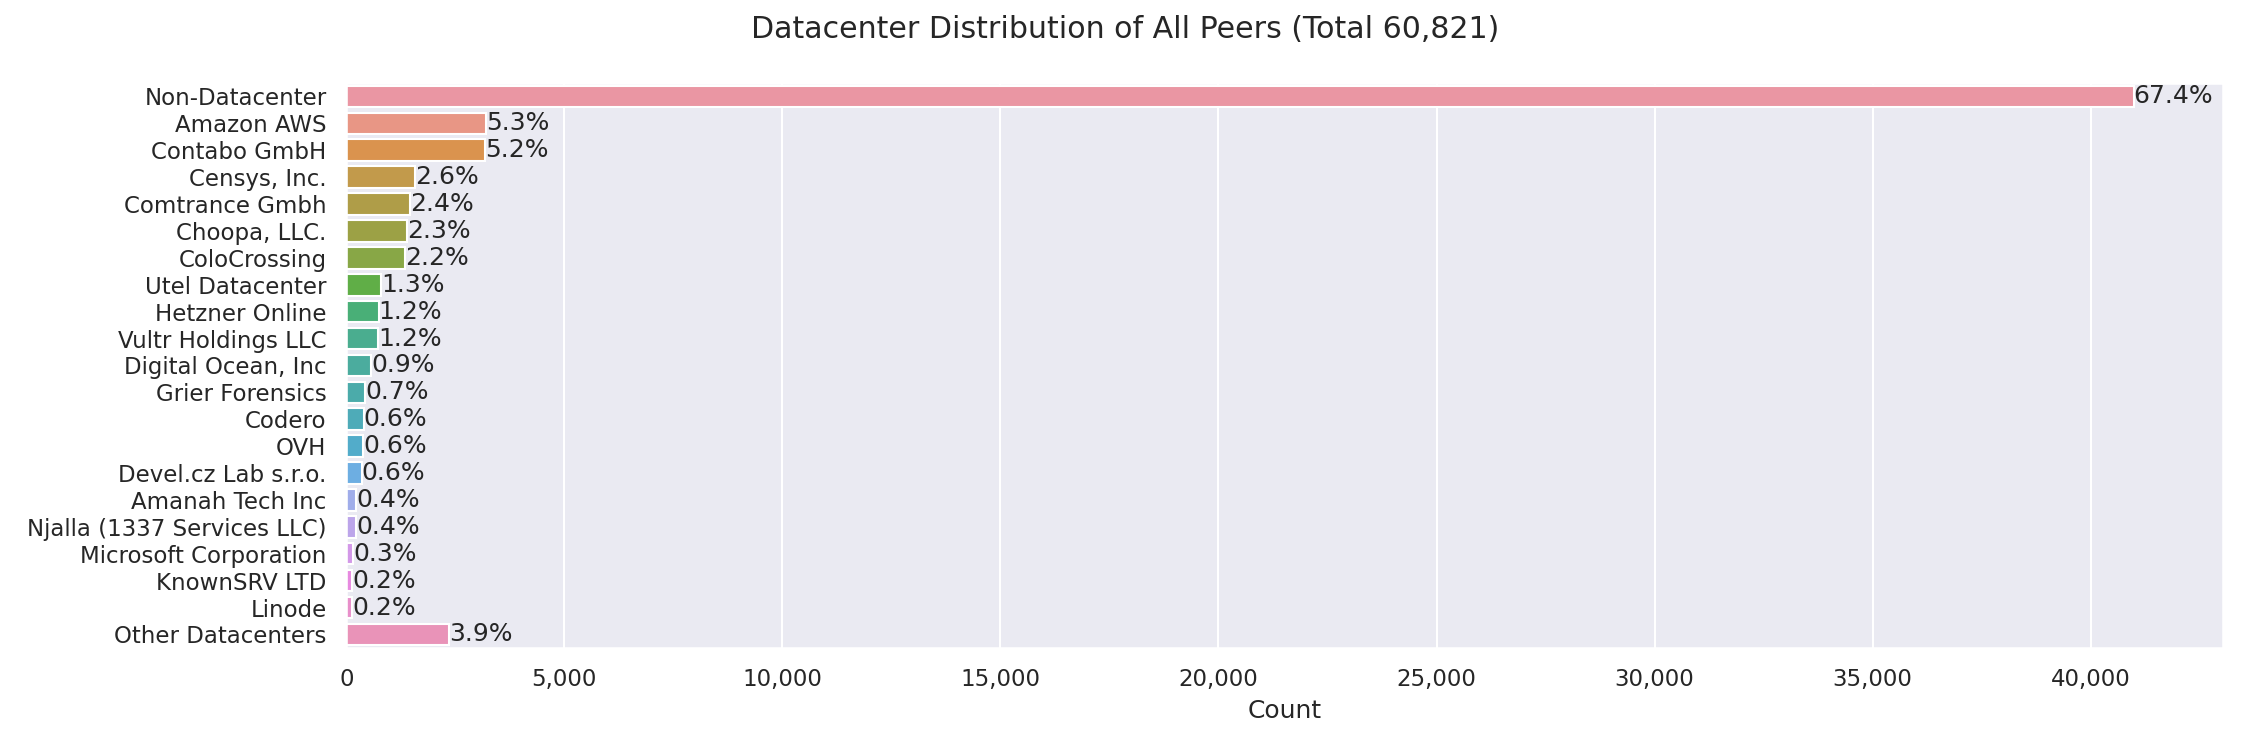 Datacenter Distribution of All Peers (Total 60,821)
Non-Datacenter 67.4%
Amazon AWS 5.3%
Contabo GmbH 5.2%
Censys, Inc. 2.6%
Comtrance Gmbh 2.4%
Choopa, LLC. 2.3%
ColoCrossing 2.2%
Utel Datacenter 1.3%
Hetzner Online 1.2%
Vultr Holdings LLC 1.2%
Digital Ocean, Inc 0.9%
Grier Forensics 0.7%
Codero 0.6%
OVH 0.6%
Devel.cz Lab s.r.o. 0.6%
Amanah Tech Inc 0.4%
Njalla (1337 Services LLC) 0.4%
Microsoft Corporation 0.3%
KnownSRV LTD 0.2%
Linode 0.2%
Other Datacenters 3.9%
0 5,000 10,000 15,000 20,000 25,000 30,000 35,000 40,000
Count